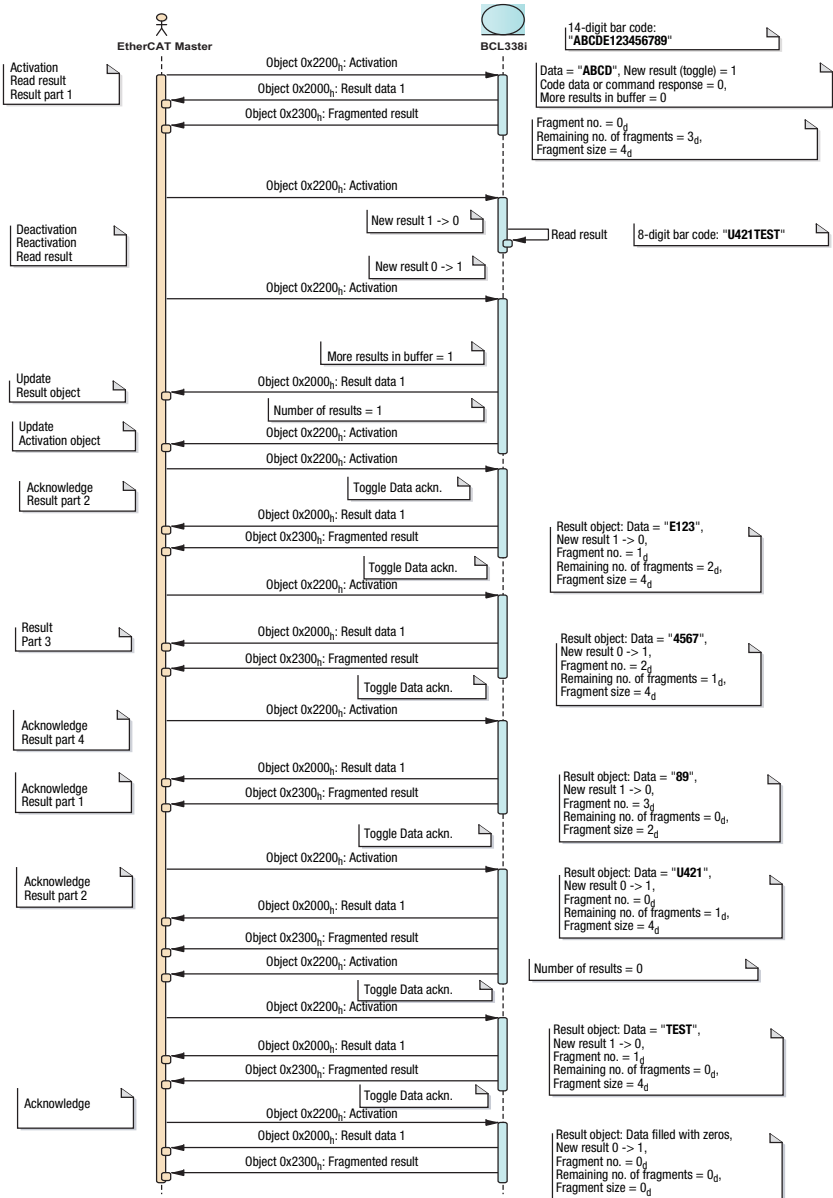 EtherCAT Master
BCL338i
14-digit bar code:
"ABCDE123456789"
Activation
Read result
Result part 1
Object 0x2200h: Activation
Object 0x2000h: Result data 1
Object 0x2300h: Fragmented result
Data = "ABCD", New result (toggle) = 1
Code data or command response = 0,
More results in buffer = 0
Fragment no. = 0d
Remaining no. of fragments = 3d,
Fragment size = 4d
Object 0x2200h: Activation
New result 1 -> 0
Read result
8-digit bar code: "U421TEST"
Deactivation
Reactivation
Read result
New result 0 -> 1
Object 0x2200h: Activation
More results in buffer = 1
Update
Result object
Object 0x2000h: Result data 1
Number of results = 1
Update
Activation object
Object 0x2200h: Activation
Object 0x2200h: Activation
Acknowledge
Result part 2
Toggle Data ackn.
Object 0x2000h: Result data 1
Object 0x2300h: Fragmented result
Result object: Data = "E123",
New result 1 -> 0,
Fragment no. = 1d
Remaining no. of fragments = 2d,
Fragment size = 4d
Toggle Data ackn.
Object 0x2200h: Activation
Result
Part 3
Object 0x2000h: Result data 1
Object 0x2300h: Fragmented result
Result object: Data = "4567",
New result 0 -> 1,
Fragment no. = 2d
Remaining no. of fragments = 1d,
Fragment size = 4d
Toggle Data ackn.
Object 0x2200h: Activation
Acknowledge
Result part 4
Object 0x2000h: Result data 1
Object 0x2300h: Fragmented result
Acknowledge
Result part 1
Result object: Data = "89",
New result 1 -> 0,
Fragment no. = 3d
Remaining no. of fragments = 0d,
Fragment size = 2d
Toggle Data ackn.
Object 0x2200h: Activation
Acknowledge
Result part 2
Object 0x2000h: Result data 1
Object 0x2300h: Fragmented result
Object 0x2200h: Activation
Result object: Data = "U421",
New result 0 -> 1,
Fragment no. = 0d
Remaining no. of fragments = 1d,
Fragment size = 4d
Number of results = 0
Toggle Data ackn.
Object 0x2200h: Activation
Object 0x2000h: Result data 1
Object 0x2300h: Fragmented result
Result object: Data = "TEST",
New result 1 -> 0,
Fragment no. = 1d
Remaining no. of fragments = 0d,
Fragment size = 4d
Toggle Data ackn.
Acknowledge
Object 0x2200h: Activation
Object 0x2000h: Result data 1
Object 0x2300h: Fragmented result
Result object: Data filled with zeros,
New result 0 -> 1,
Fragment no. = 0d
Remaining no. of fragments = 0d,
Fragment size = 0d